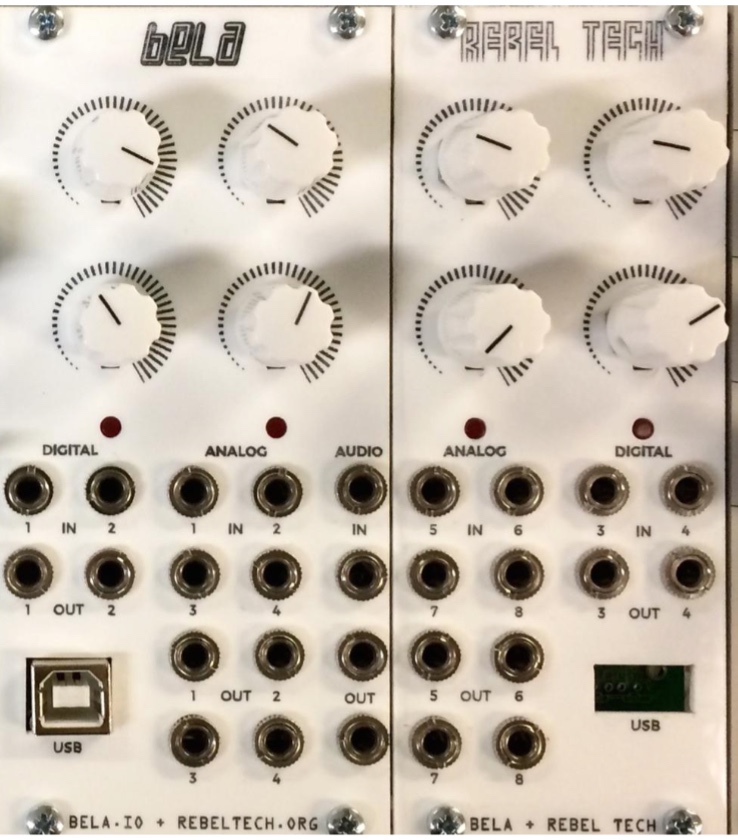 bela
REBEL TECH
DIGITAL ANALOG AUDIO
1 IN 2 1 IN 2 IN
1 OUT 2 3 4
1 OUT 2 OUT
USB
3 4
BELA.IO + REBELTECH.ORG
ANALOG DIGITAL
5 IN 6 3 IN 4
7 8 3 OUT 4
5 OUT 6
USB
7 8
BELA + REBEL TECH